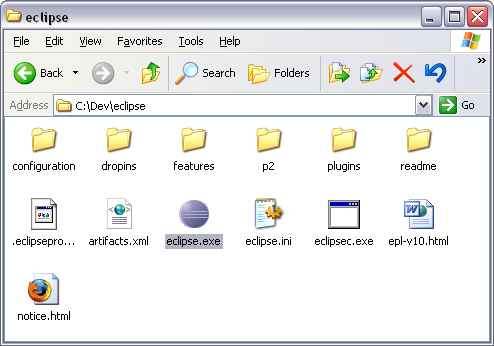 eclipse
File Edit View Favorites Tools Help
Back Search Folders
Address C:\Dev\eclipse Go
configuration dropins features p2 plugins readme
.eclipsepro... artifacts.xml eclipse.exe eclipse.ini eclipsec.exe epl-v10.html
notice.html